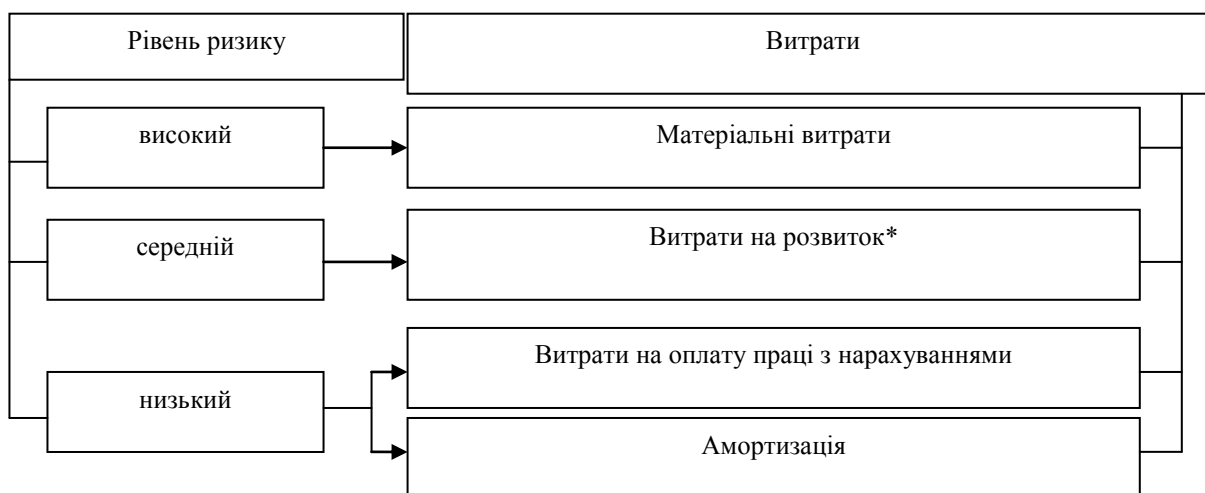 Рівень ризику
Витрати
високий
Матеріальні витрати
середній
Витрати на розвиток*
низький
Витрати на оплату праці з нарахуваннями
Амортизація